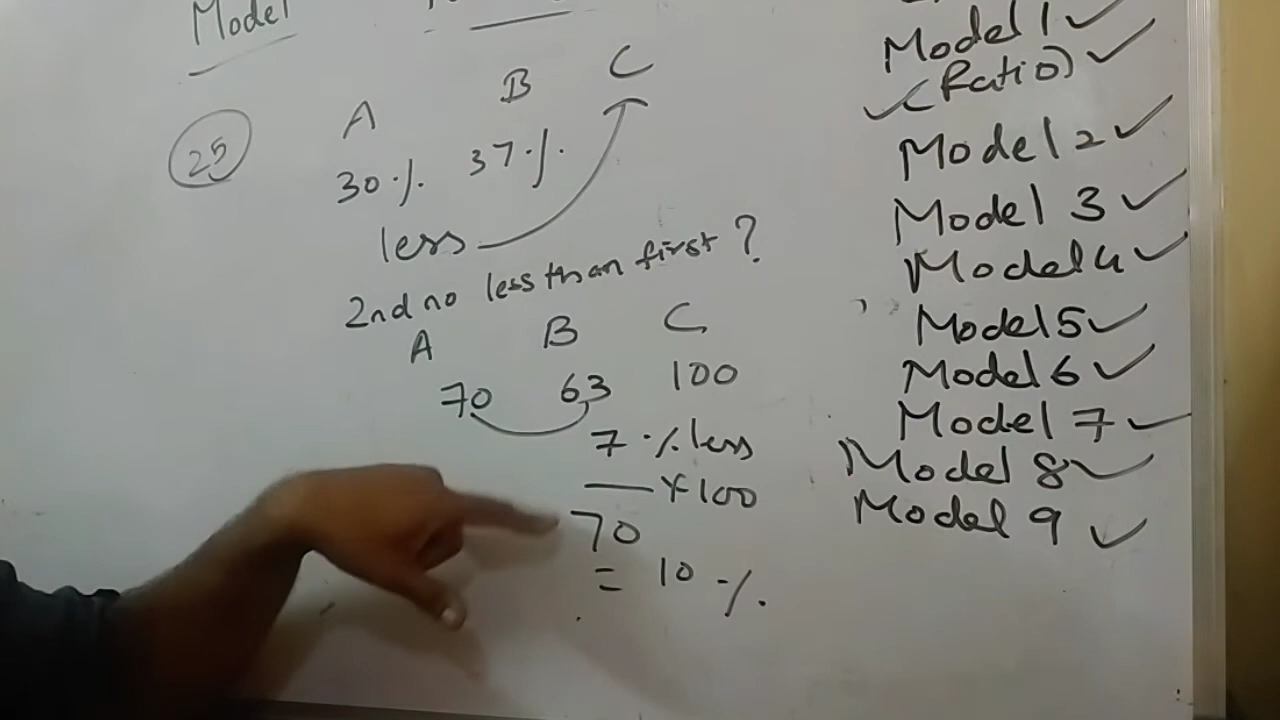 Model
25
A B C
30% 37%
less
2nd no less than first?
A B C
70 63 100
7 % less
— ×100
70
= 10 %.
Model 1 ✓
✓ (Ratio) ✓
Model 2 ✓
Model 3 ✓
Model 4 ✓
Model 5 ✓
Model 6 ✓
Model 7 ✓
Model 8 ✓
Model 9 ✓